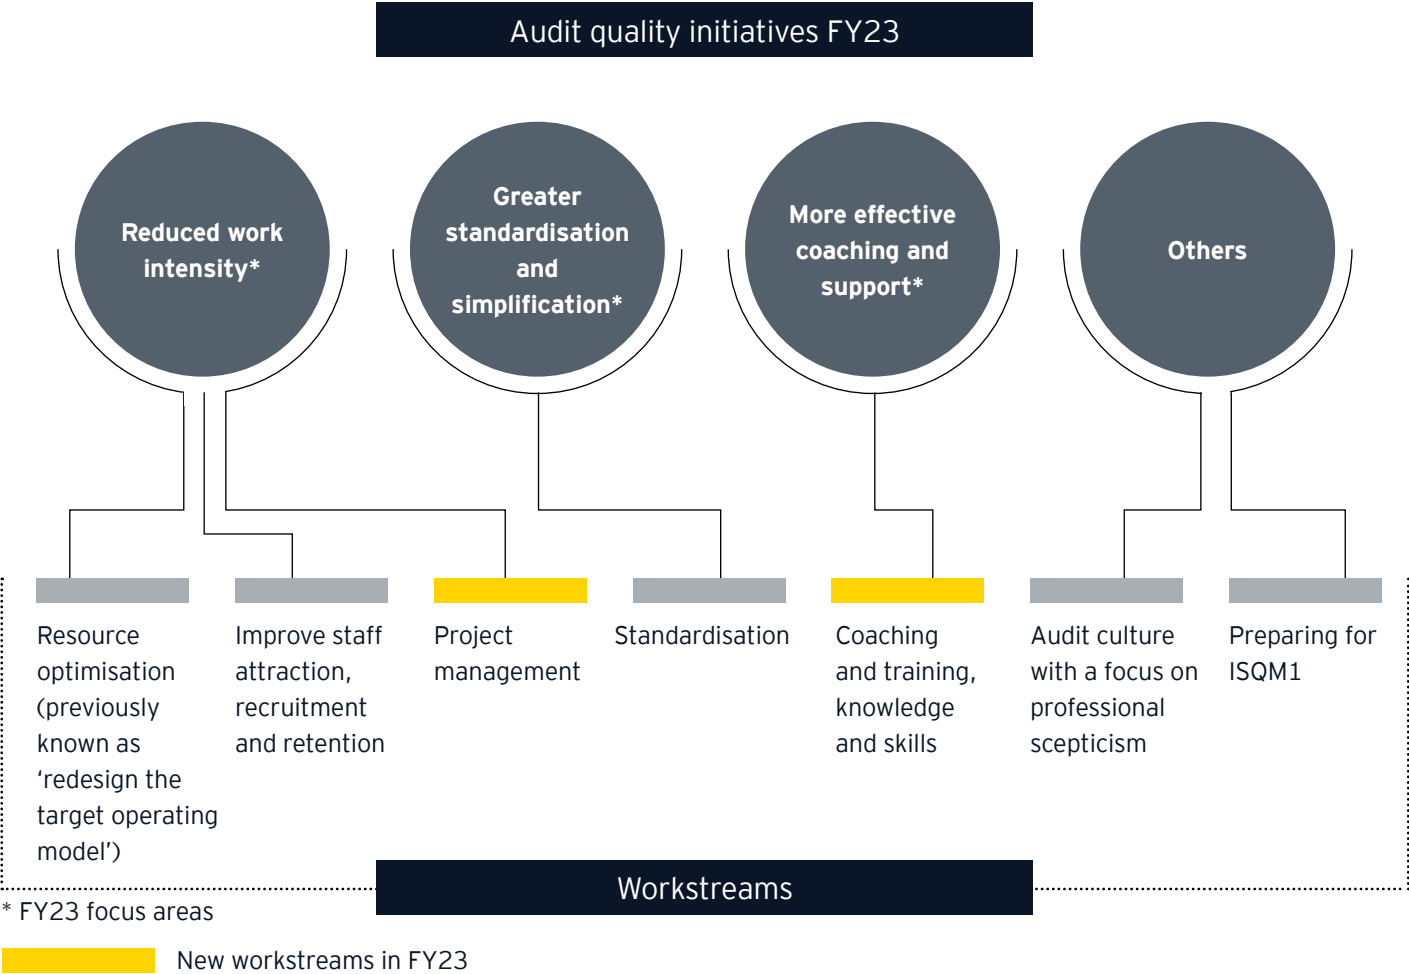 Audit quality initiatives FY23
Reduced work
intensity*
Greater
standardisation
and
simplification*
More effective
coaching and
support*
Others
Resource
optimisation
(previously
known as
‘redesign the
target operating
model’)
Improve staff
attraction,
recruitment
and retention
Project
management
Standardisation
Coaching
and training,
knowledge
and skills
Audit culture
with a focus on
professional
scepticism
Preparing for
ISQM1
Workstreams
* FY23 focus areas
New workstreams in FY23